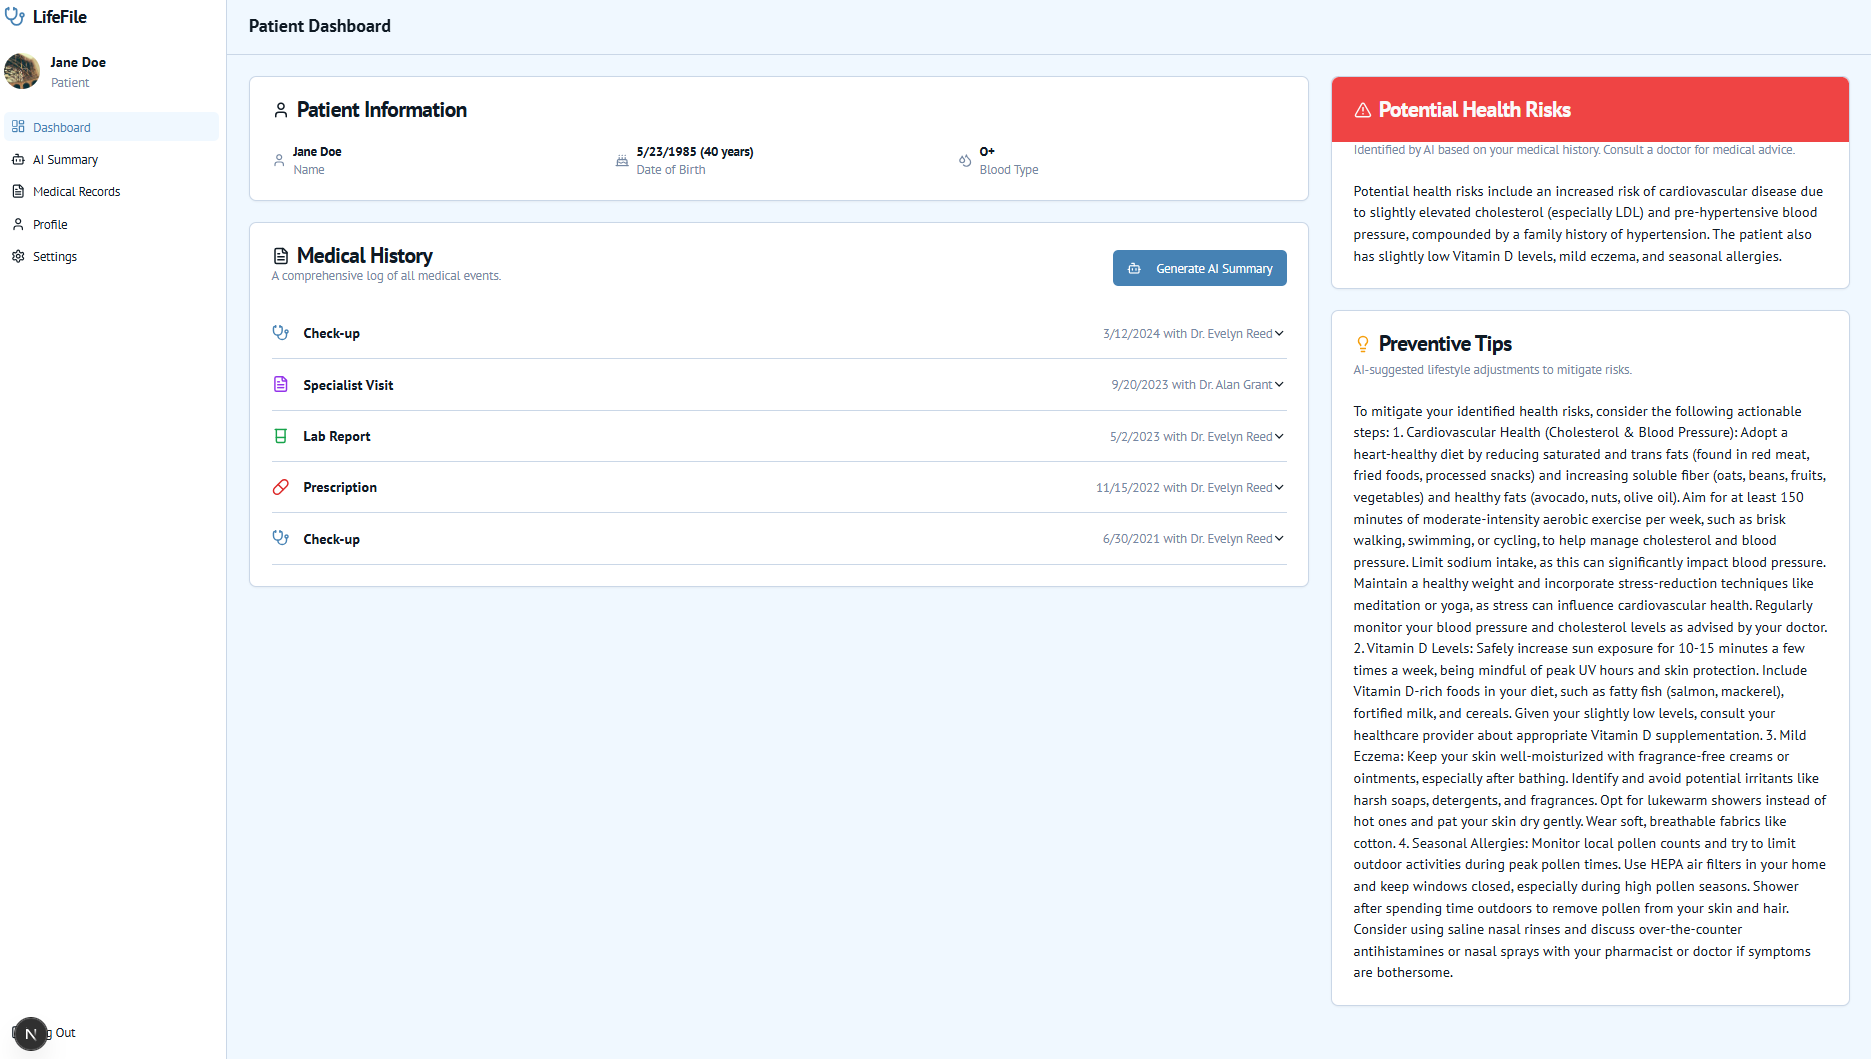 LifeFile
Jane Doe
Patient
Dashboard
AI Summary
Medical Records
Profile
Settings
N
g Out
Patient Dashboard
Patient Information
Jane Doe
Name
5/23/1985 (40 years)
Date of Birth
O+
Blood Type
Medical History
A comprehensive log of all medical events.
Generate AI Summary
Check-up
3/12/2024 with Dr. Evelyn Reed
Specialist Visit
9/20/2023 with Dr. Alan Grant
Lab Report
5/2/2023 with Dr. Evelyn Reed
Prescription
11/15/2022 with Dr. Evelyn Reed
Check-up
6/30/2021 with Dr. Evelyn Reed
Potential Health Risks
Identified by AI based on your medical history. Consult a doctor for medical advice.
Potential health risks include an increased risk of cardiovascular disease due
to slightly elevated cholesterol (especially LDL) and pre-hypertensive blood
pressure, compounded by a family history of hypertension. The patient also
has slightly low Vitamin D levels, mild eczema, and seasonal allergies.
Preventive Tips
AI-suggested lifestyle adjustments to mitigate risks.
To mitigate your identified health risks, consider the following actionable
steps: 1. Cardiovascular Health (Cholesterol & Blood Pressure): Adopt a
heart-healthy diet by reducing saturated and trans fats (found in red meat,
fried foods, processed snacks) and increasing soluble fiber (oats, beans, fruits,
vegetables) and healthy fats (avocado, nuts, olive oil). Aim for at least 150
minutes of moderate-intensity aerobic exercise per week, such as brisk
walking, swimming, or cycling, to help manage cholesterol and blood
pressure. Limit sodium intake, as this can significantly impact blood pressure.
Maintain a healthy weight and incorporate stress-reduction techniques like
meditation or yoga, as stress can influence cardiovascular health. Regularly
monitor your blood pressure and cholesterol levels as advised by your doctor.
2. Vitamin D Levels: Safely increase sun exposure for 10-15 minutes a few
times a week, being mindful of peak UV hours and skin protection. Include
Vitamin D-rich foods in your diet, such as fatty fish (salmon, mackerel),
fortified milk, and cereals. Given your slightly low levels, consult your
healthcare provider about appropriate Vitamin D supplementation. 3. Mild
Eczema: Keep your skin well-moisturized with fragrance-free creams or
ointments, especially after bathing. Identify and avoid potential irritants like
harsh soaps, detergents, and fragrances. Opt for lukewarm showers instead of
hot ones and pat your skin dry gently. Wear soft, breathable fabrics like
cotton. 4. Seasonal Allergies: Monitor local pollen counts and try to limit
outdoor activities during peak pollen times. Use HEPA air filters in your home
and keep windows closed, especially during high pollen seasons. Shower
after spending time outdoors to remove pollen from your skin and hair.
Consider using saline nasal rinses and discuss over-the-counter
antihistamines or nasal sprays with your pharmacist or doctor if symptoms
are bothersome.